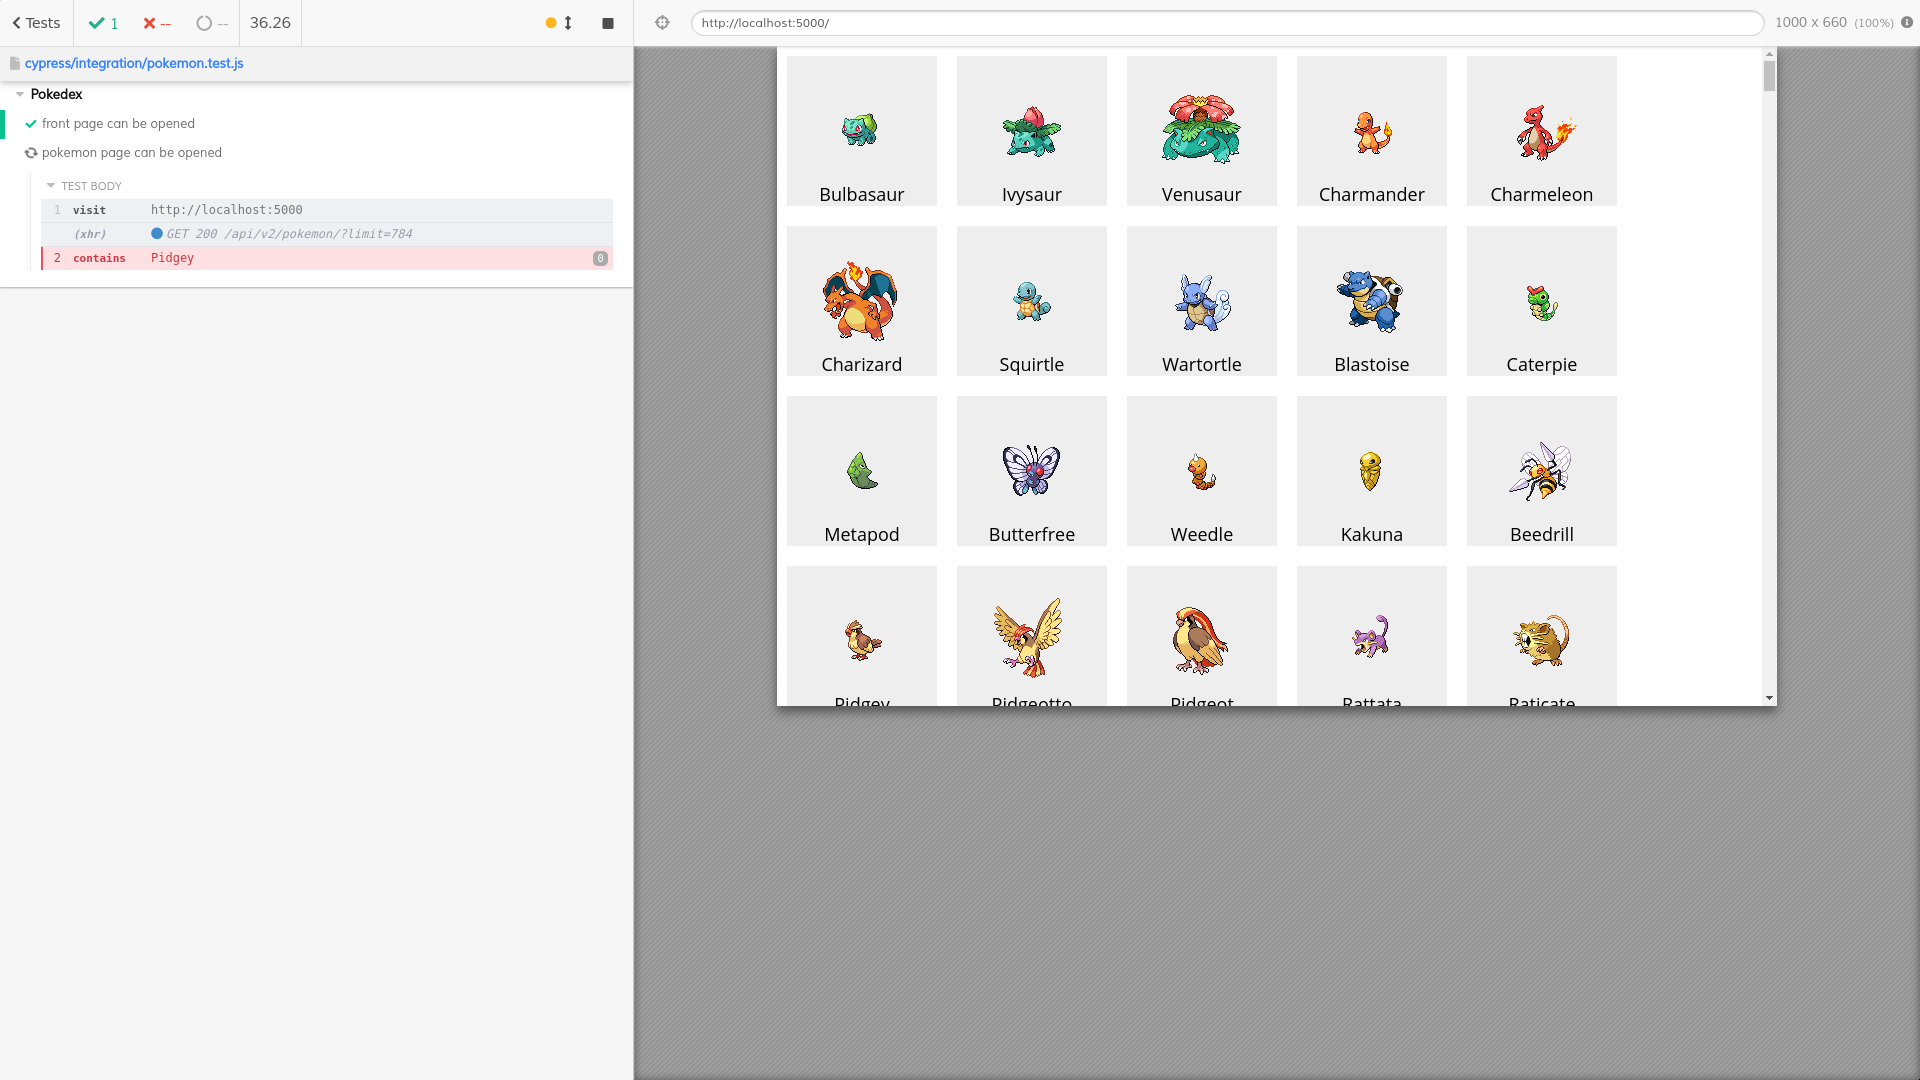 Tests 1 -- -- 36.26
http://localhost:5000/ 1000 x 660 (100%)
cypress/integration/pokemon.test.js
Pokedex
front page can be opened
pokemon page can be opened
TEST BODY
1 visit http://localhost:5000
(xhr) GET 200 /api/v2/pokemon/?limit=784
2 contains Pidgey 0
Bulbasaur Ivysaur Venusaur Charmander Charmeleon
Charizard Squirtle Wartortle Blastoise Caterpie
Metapod Butterfree Weedle Kakuna Beedrill
Pidgey Pidgeotto Pidgeot Rattata Raticate